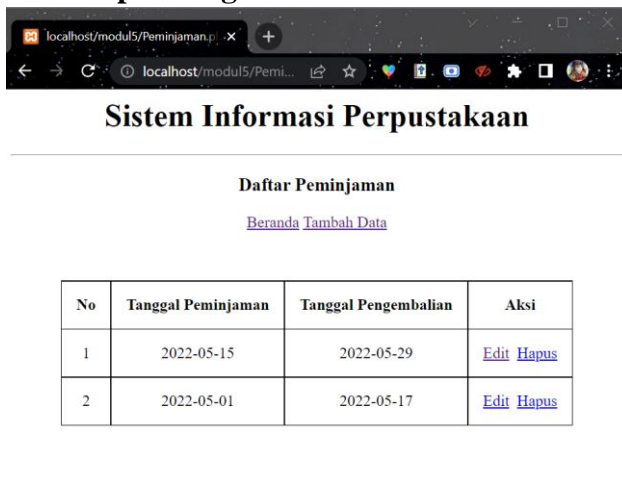 localhost/modul5/Peminjaman.p
localhost/modul5/Pemi...
Sistem Informasi Perpustakaan
Daftar Peminjaman
Beranda Tambah Data
No Tanggal Peminjaman Tanggal Pengembalian Aksi
1 2022-05-15 2022-05-29 Edit Hapus
2 2022-05-01 2022-05-17 Edit Hapus